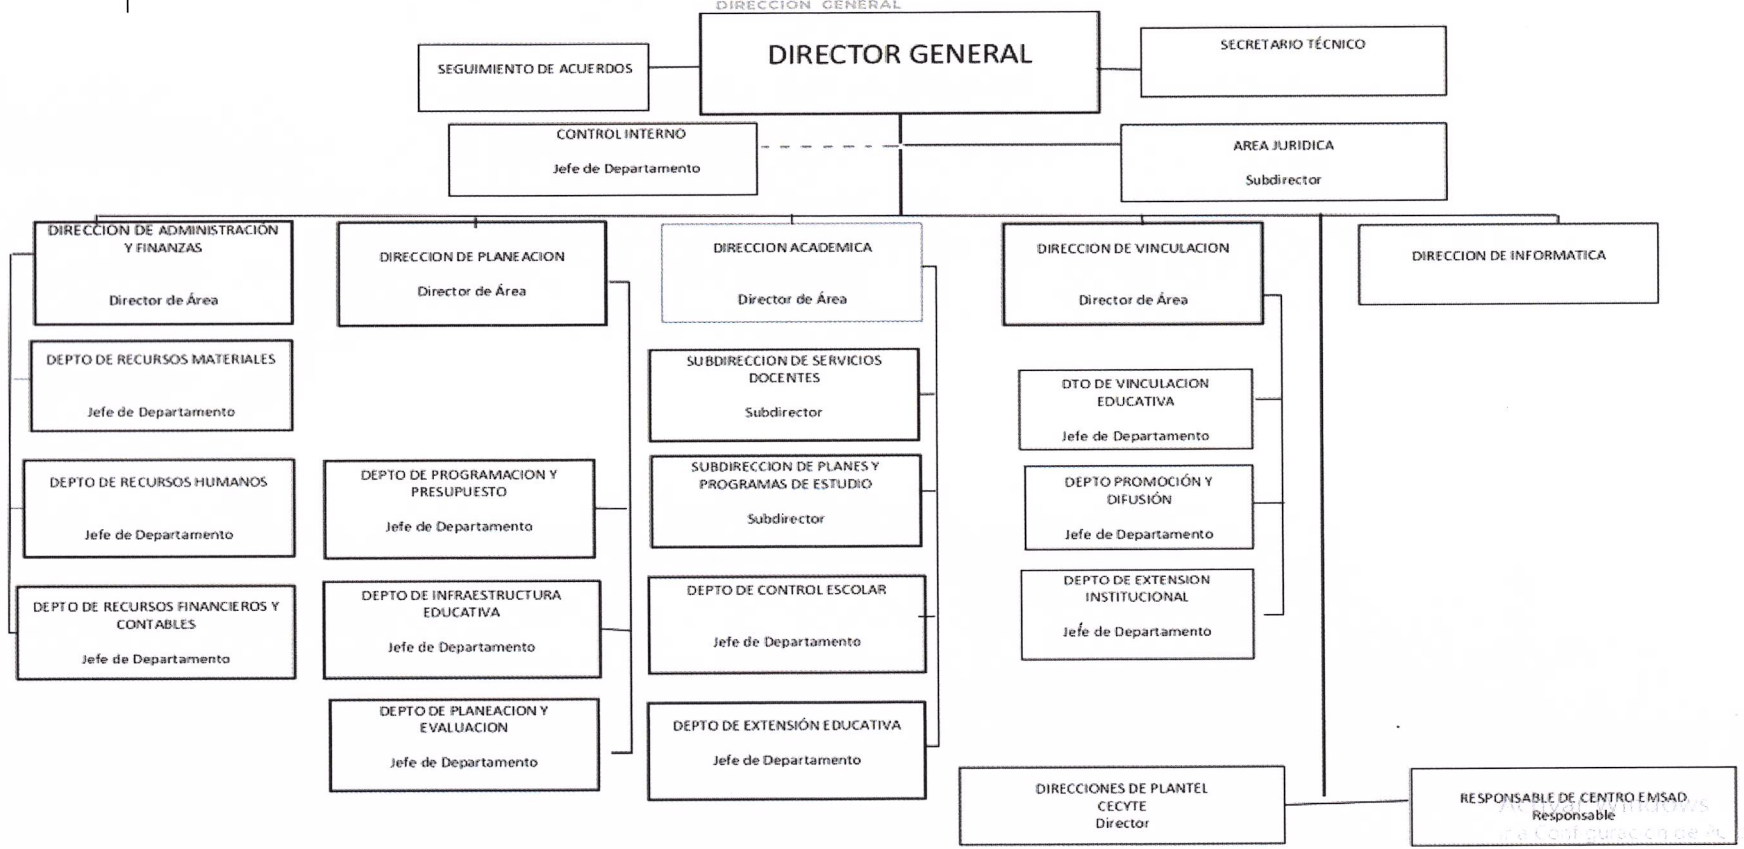 DIRECCION GENERAL
DIRECTOR GENERAL
SEGUIMIENTO DE ACUERDOS
SECRETARIO TÉCNICO
CONTROL INTERNO
Jefe de Departamento
AREA JURIDICA
Subdirector
DIRECCION DE ADMINISTRACIÓN
Y FINANZAS
Director de Área
DIRECCION DE PLANEACION
Director de Área
DIRECCION ACADEMICA
Director de Área
DIRECCION DE VINCULACION
Director de Área
DIRECCION DE INFORMATICA
DEPTO DE RECURSOS MATERIALES
Jefe de Departamento
DEPTO DE RECURSOS HUMANOS
Jefe de Departamento
DEPTO DE RECURSOS FINANCIEROS Y
CONTABLES
Jefe de Departamento
DEPTO DE PROGRAMACION Y
PRESUPUESTO
Jefe de Departamento
DEPTO DE INFRAESTRUCTURA
EDUCATIVA
Jefe de Departamento
DEPTO DE PLANEACION Y
EVALUACION
Jefe de Departamento
SUBDIRECCION DE SERVICIOS
DOCENTES
Subdirector
SUBDIRECCION DE PLANES Y
PROGRAMAS DE ESTUDIO
Subdirector
DEPTO DE CONTROL ESCOLAR
Jefe de Departamento
DEPTO DE EXTENSIÓN EDUCATIVA
Jefe de Departamento
DTO DE VINCULACION
EDUCATIVA
Jefe de Departamento
DEPTO PROMOCIÓN Y
DIFUSIÓN
Jefe de Departamento
DEPTO DE EXTENSION
INSTITUCIONAL
Jefe de Departamento
DIRECCIONES DE PLANTEL
CECYTE
Director
RESPONSABLE DE CENTRO EMSAD
Responsable
Activar Windows
Ir a Configuración de PC